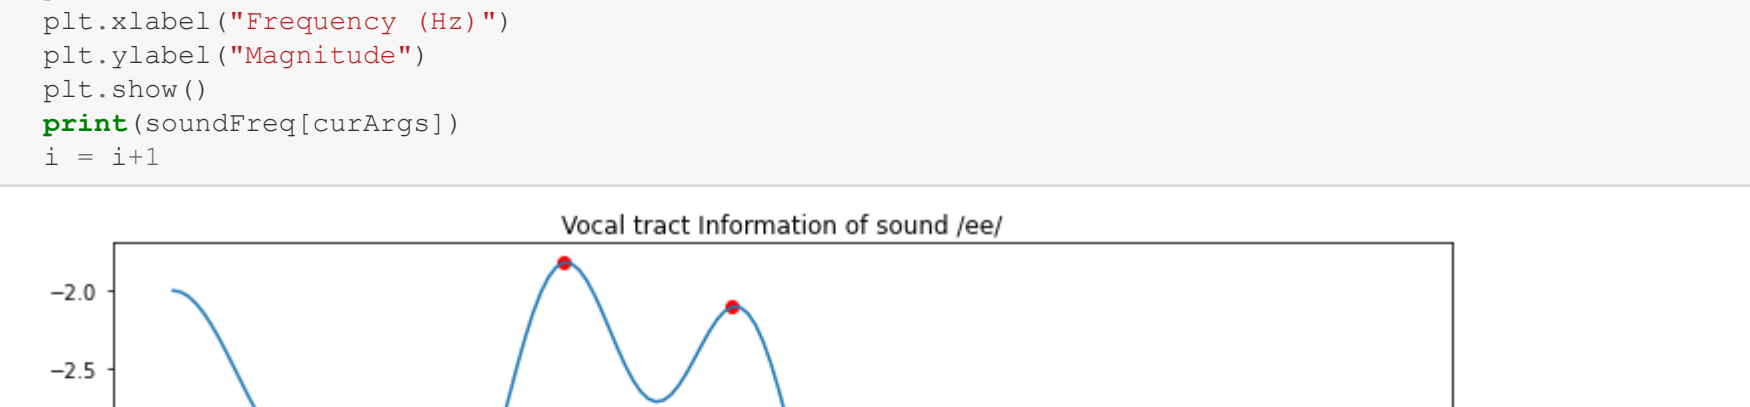 plt.xlabel("Frequency (Hz)")
plt.ylabel("Magnitude")
plt.show()
print(soundFreq[curArgs])
i = i+1
Vocal tract Information of sound /ee/
−2.0
−2.5